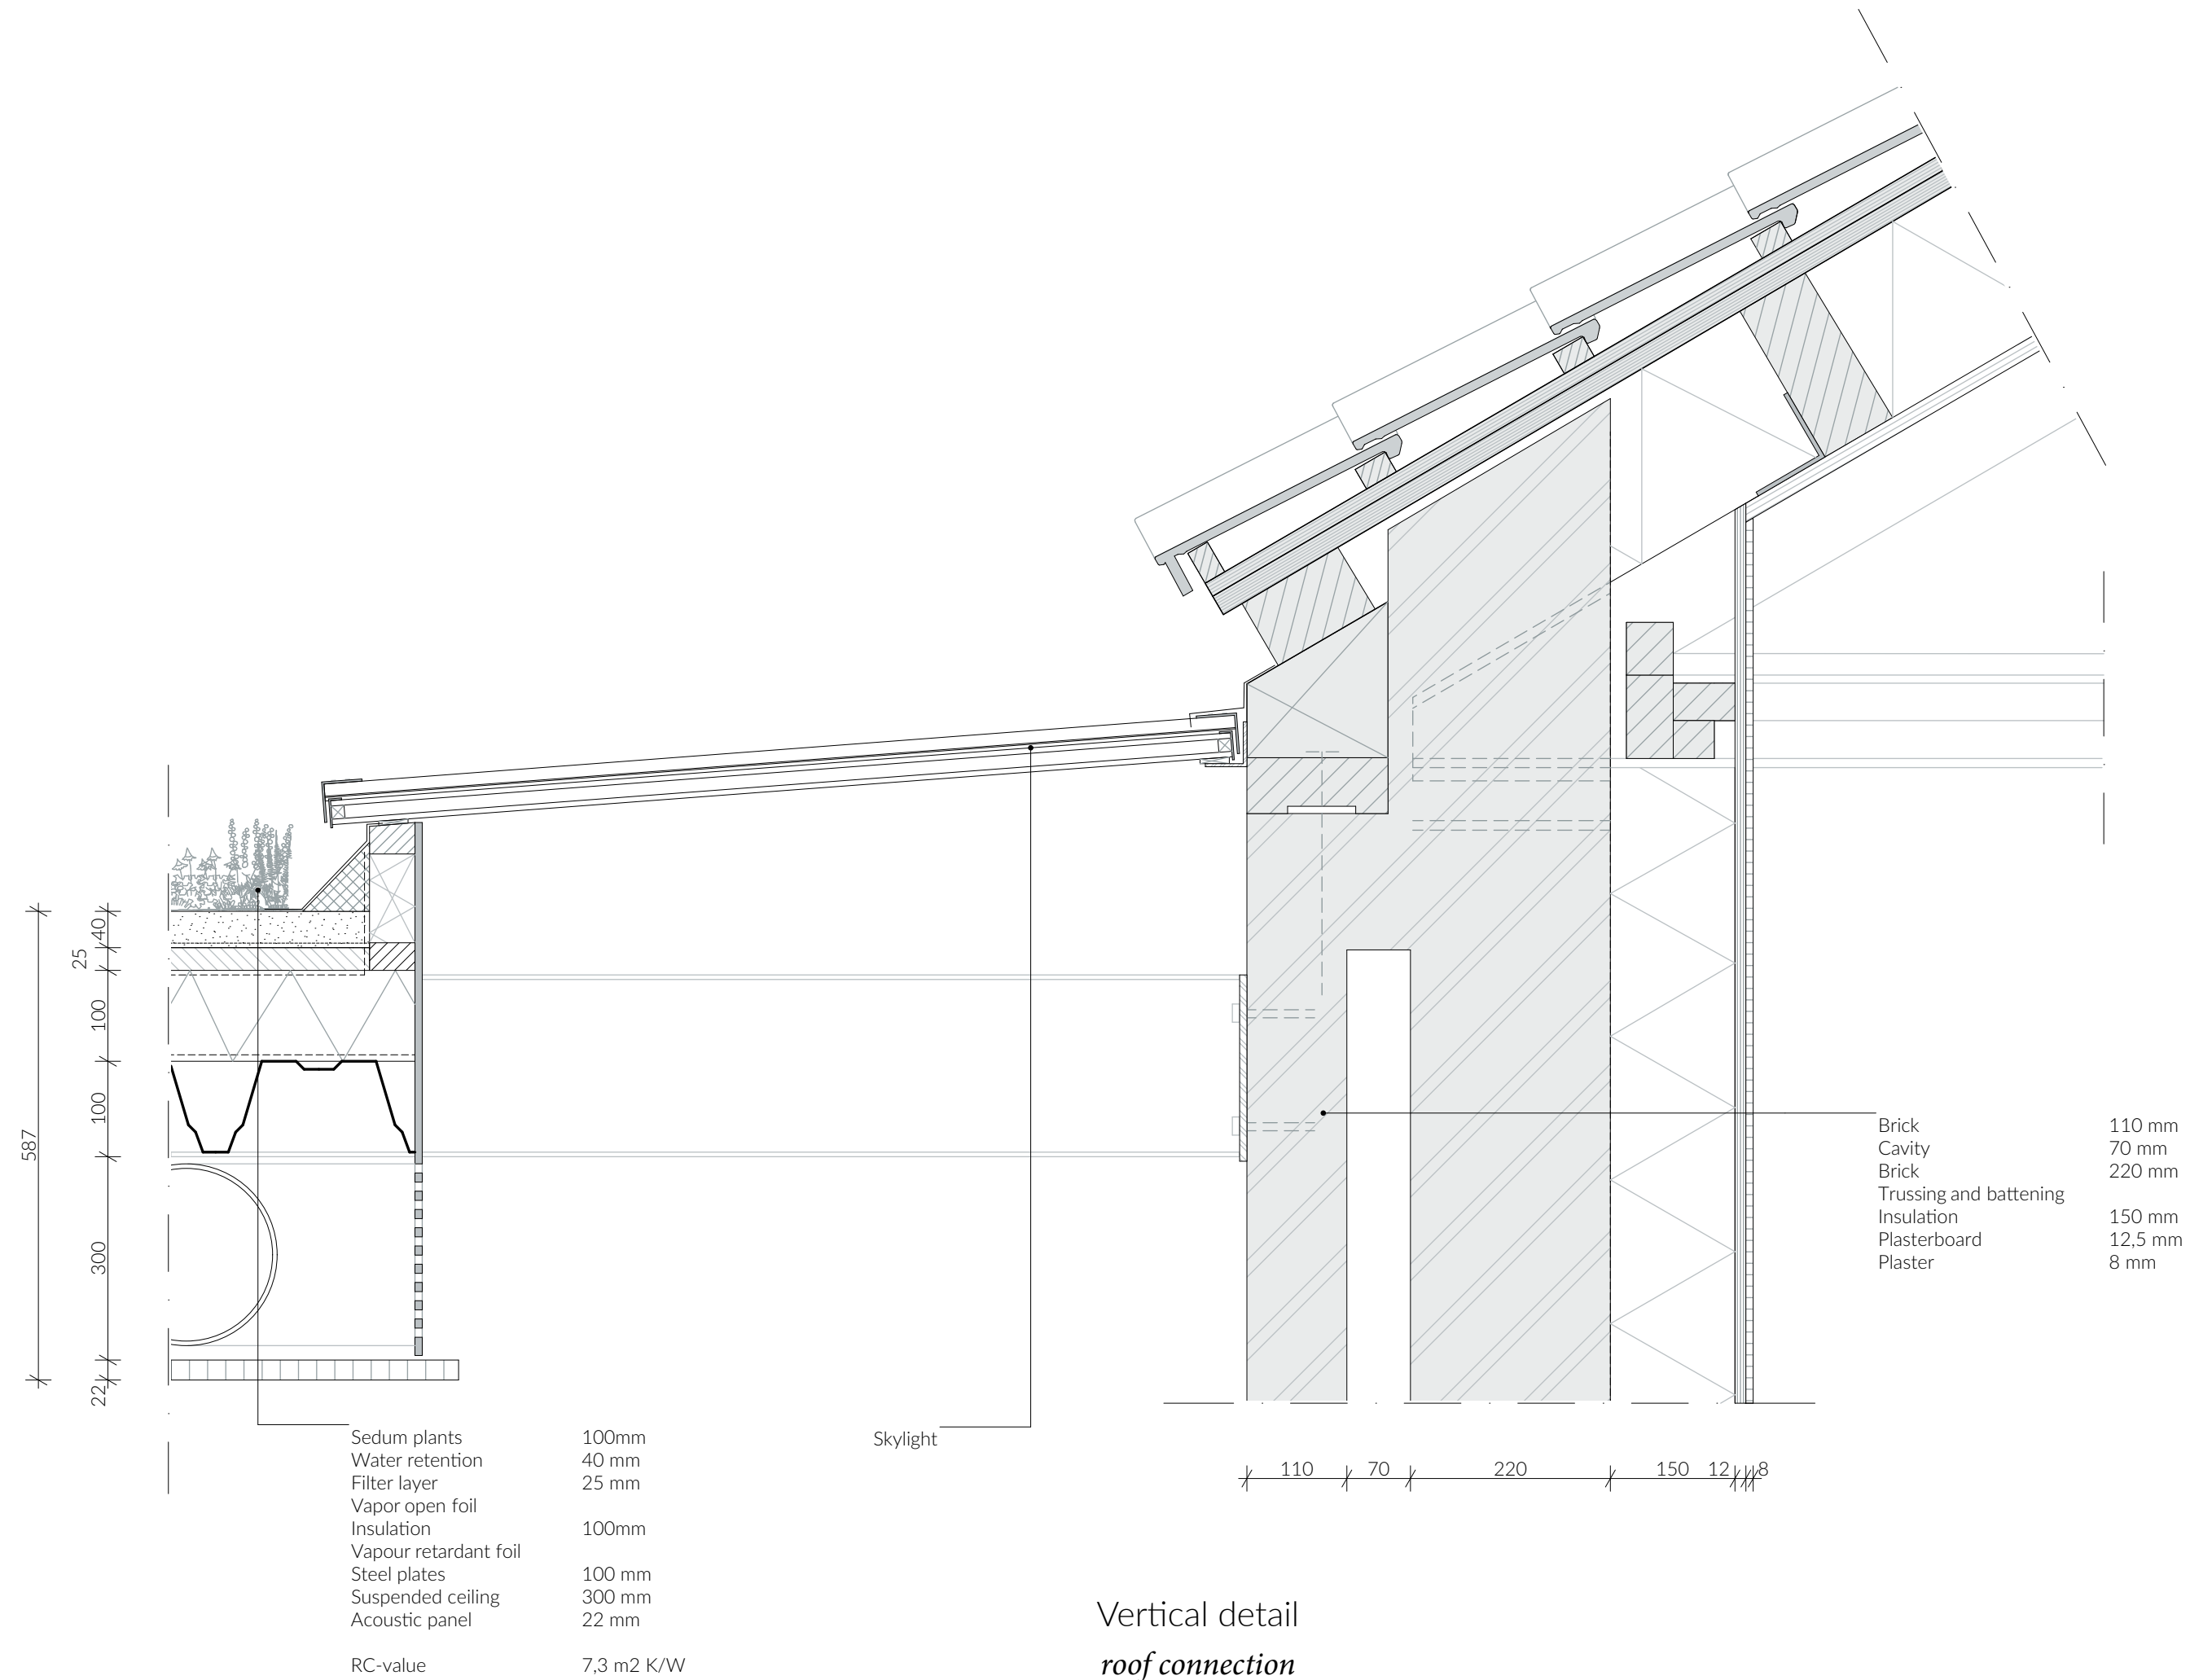 40
25
100
100
587
300
22
Brick 110 mm
Cavity 70 mm
Brick 220 mm
Trussing and battening
Insulation 150 mm
Plasterboard 12,5 mm
Plaster 8 mm
Sedum plants 100mm
Water retention 40 mm
Filter layer 25 mm
Vapor open foil
Insulation 100mm
Vapour retardant foil
Steel plates 100 mm
Suspended ceiling 300 mm
Acoustic panel 22 mm
RC-value 7,3 m2 K/W
Skylight
110 70 220 150 12 8
Vertical detail
roof connection